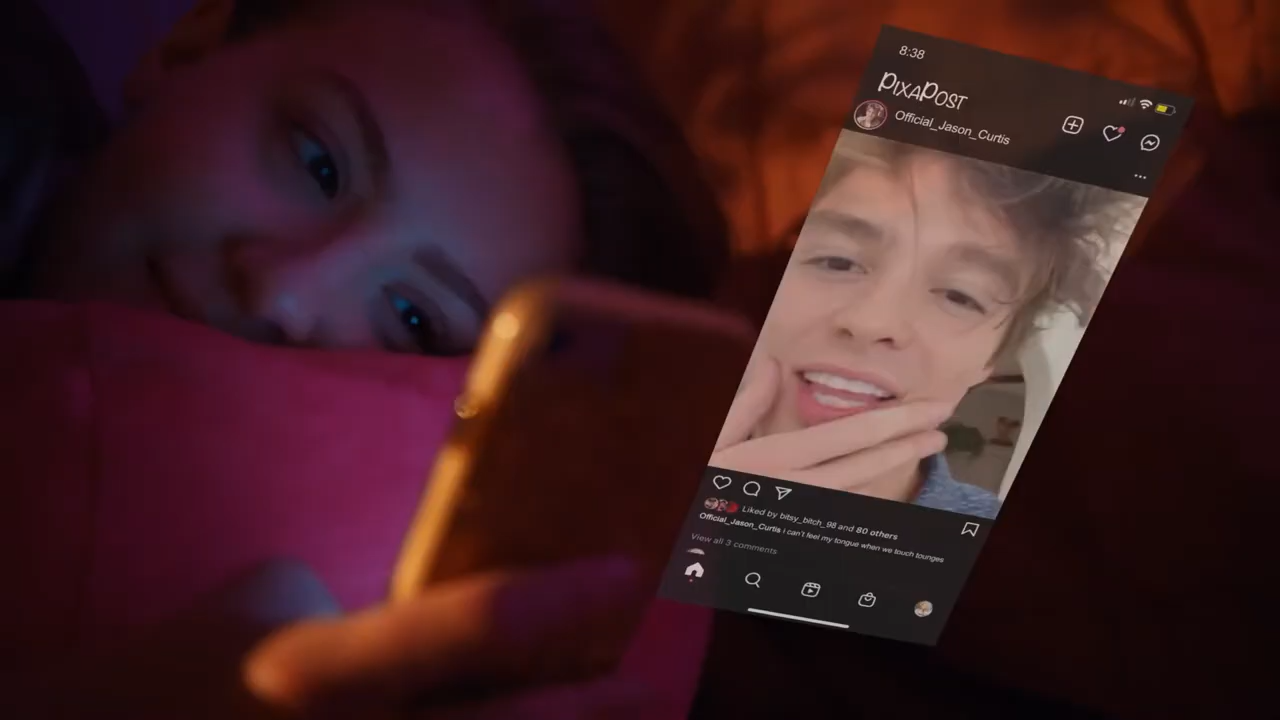 8:38
PIXAPOST
Official_Jason_Curtis
Liked by bitsy_bitch_98 and 80 others
Official_Jason_Curtis i can't feel my tongue when we touch tounges
View all 3 comments